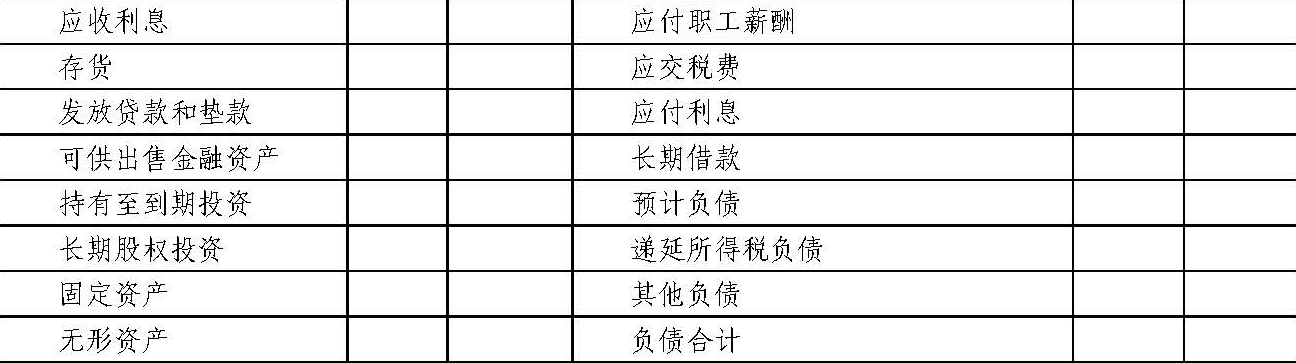 应收利息 应付职工薪酬
存货 应交税费
发放贷款和垫款 应付利息
可供出售金融资产 长期借款
持有至到期投资 预计负债
长期股权投资 递延所得税负债
固定资产 其他负债
无形资产 负债合计